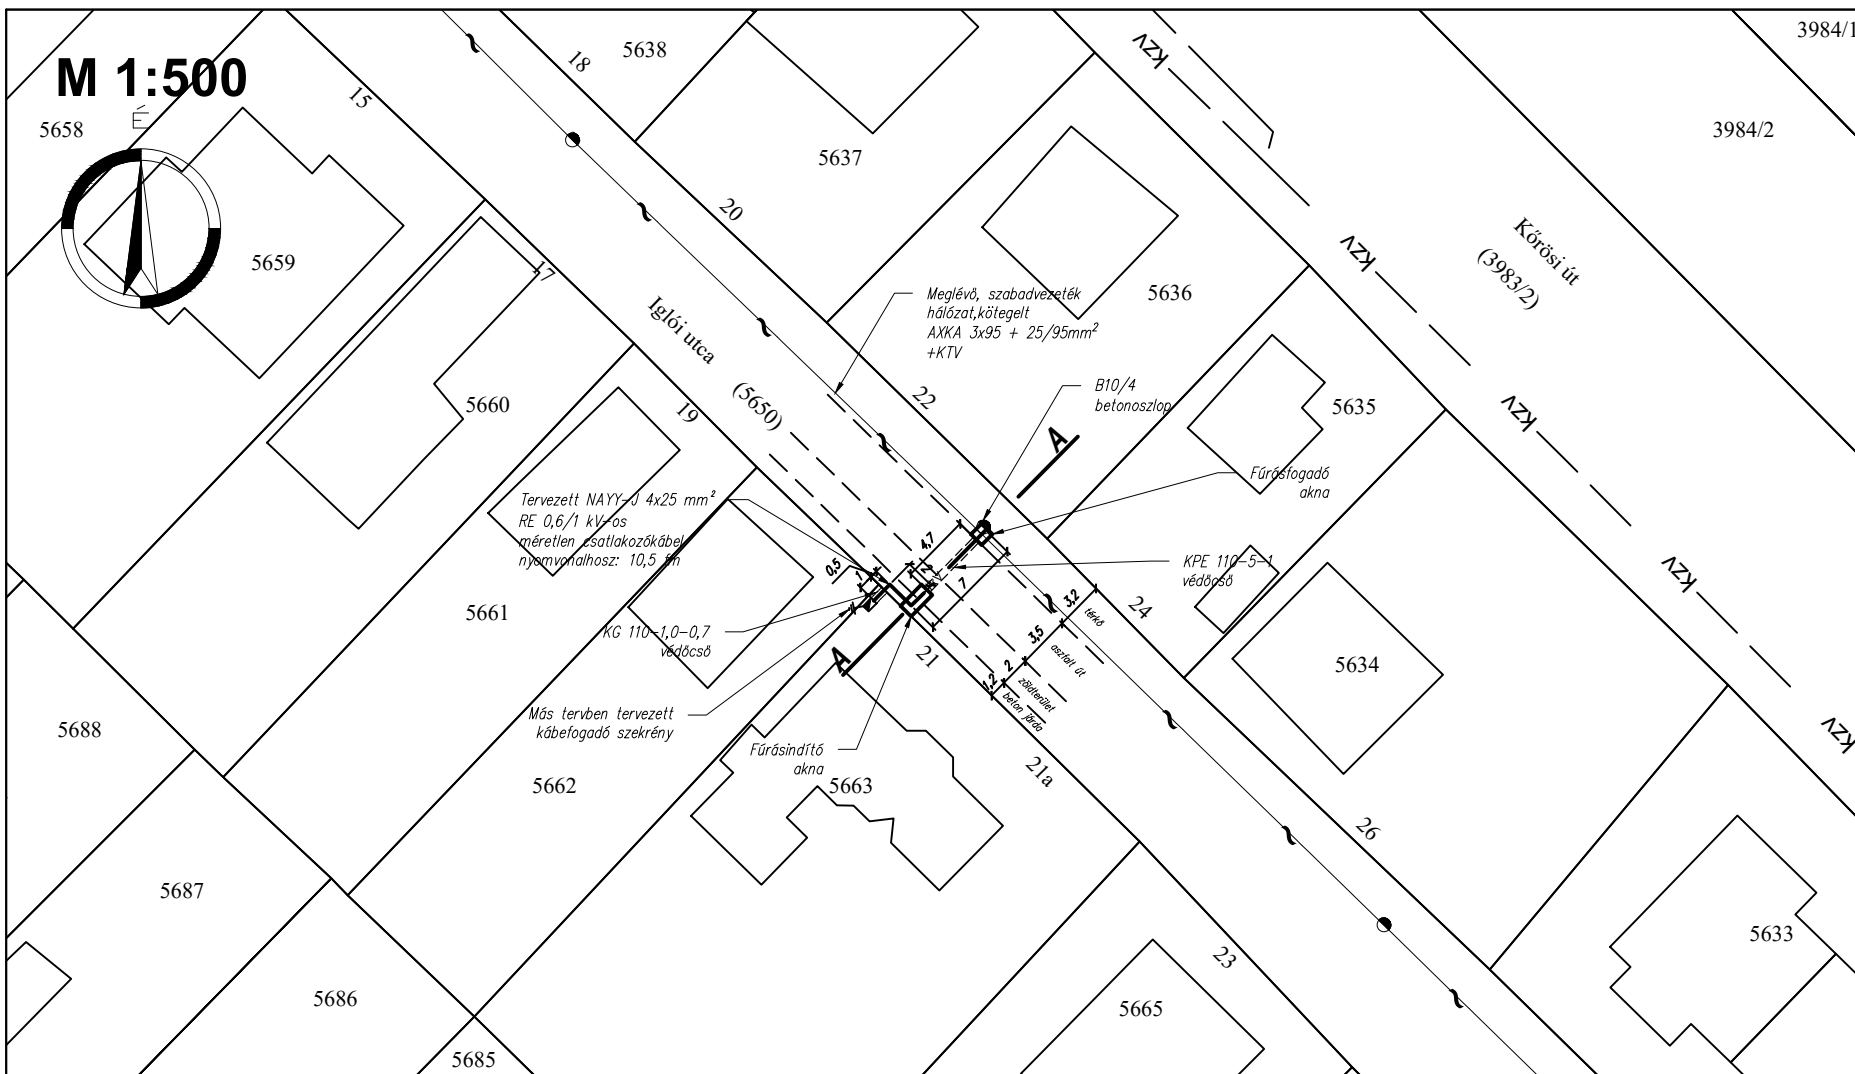 M 1:500
É
3984/1
3984/2
5658
15
18
5638
5637
5659
17
20
5636
Kőrösi út
(3983/2)
KZV
KZV
KZV
KZV
KZV
Iglói utca
(5650)
Meglévő, szabadvezeték
hálózat,kötegelt
AXKA 3x95 + 25/95mm²
+KTV
22
B10/4
betonoszlop
5635
5660
19
A
Fúrásfogadó
akna
Tervezett NAYY-J 4x25 mm²
RE 0,6/1 kV-os
méretlen csatlakozókábel
nyomvonalhosz: 10,5 fm
4,7
0,5
1
1
2
7
KPE 110-5-1
védőcső
5661
KG 110-1,0-0,7
védőcső
A
21
24
3,2
térkő
3,5
aszfalt út
2
zöldterület
1,2
beton járda
5634
Más tervben tervezett
kábefogadó szekrény
Fúrásindító
akna
5688
5662
5663
21a
26
5687
5633
23
5686
5665
5685